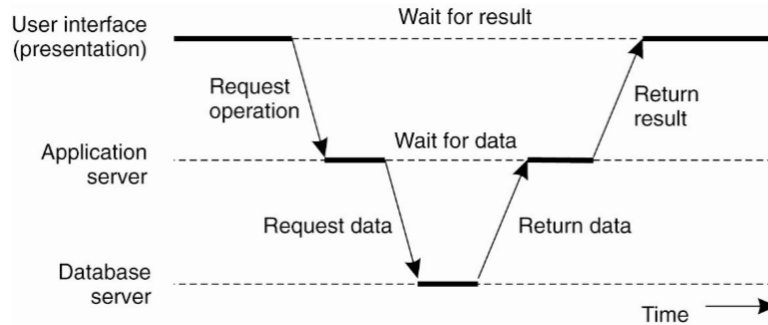 User interface
(presentation)
Wait for result
Request
operation
Return
result
Application
server
Wait for data
Request data
Return data
Database
server
Time